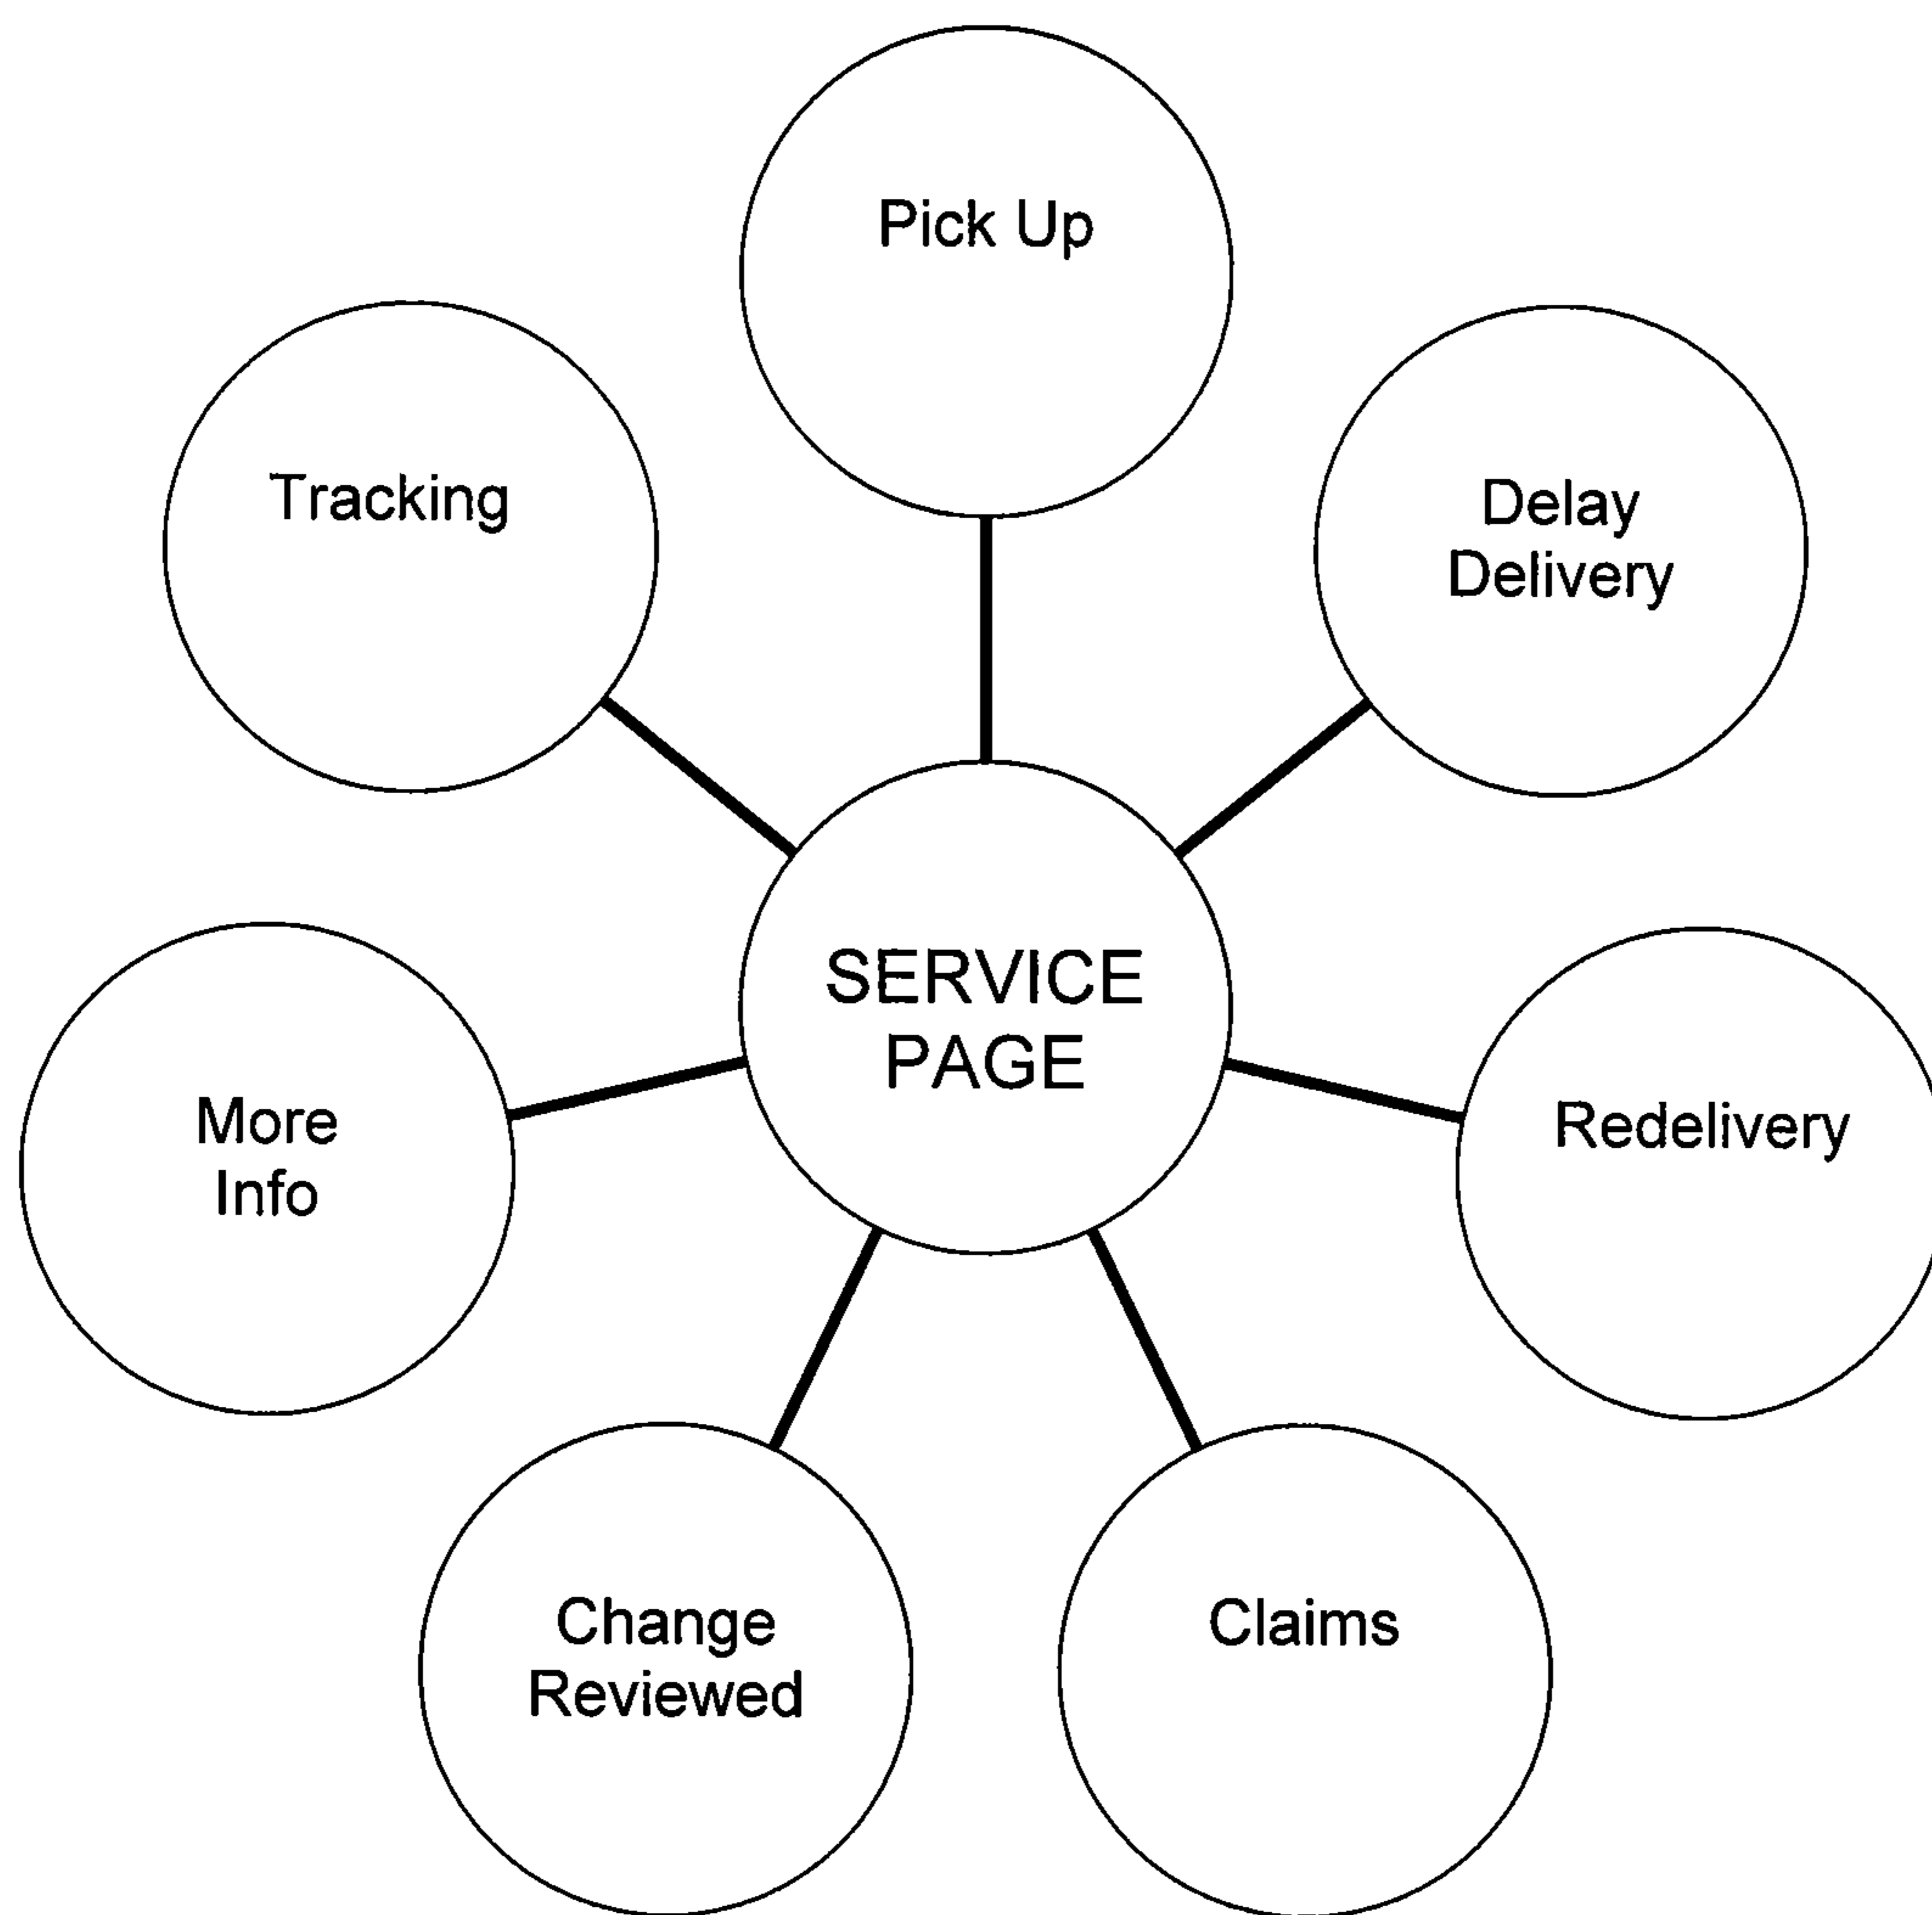 Pick Up
Tracking
Delay
Delivery
SERVICE
PAGE
More
Info
Redelivery
Change
Reviewed
Claims